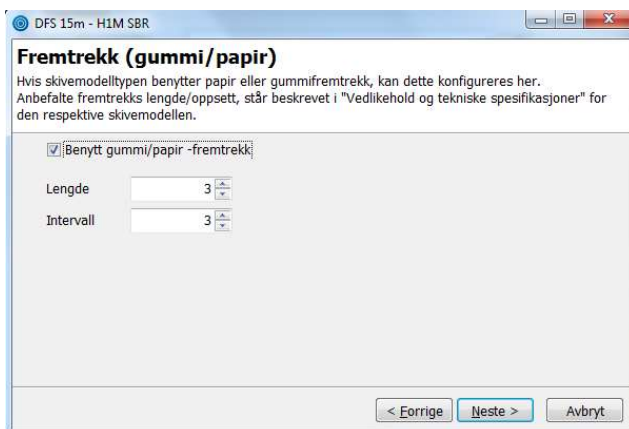 DFS 15m - H1M SBR
Fremtrekk (gummi/papir)
Hvis skivemodelltypen benytter papir eller gummifremtrekk, kan dette konfigureres her.
Anbefalte fremtrekks lengde/oppsett, står beskrevet i "Vedlikehold og tekniske spesifikasjoner" for
den respektive skivemodellen.
Benytt gummi/papir -fremtrekk
Lengde 3
Intervall 3
< Forrige Neste > Avbryt